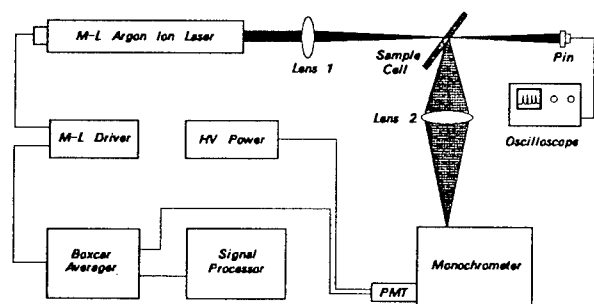 M-L Argon Ion Laser
Lens 1
Sample
Cell
Pin
Lens 2
Oscilloscope
M-L Driver
HV Power
Boxcar
Averager
Signal
Processor
PMT
Monochrometer